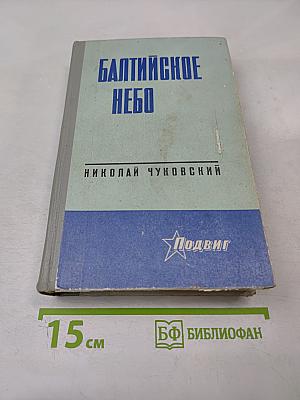 БАЛТИЙСКОЕ
НЕБО
НИКОЛАЙ ЧУКОВСКИЙ
Подвиг
15 см
БФ БИБЛИОФАН